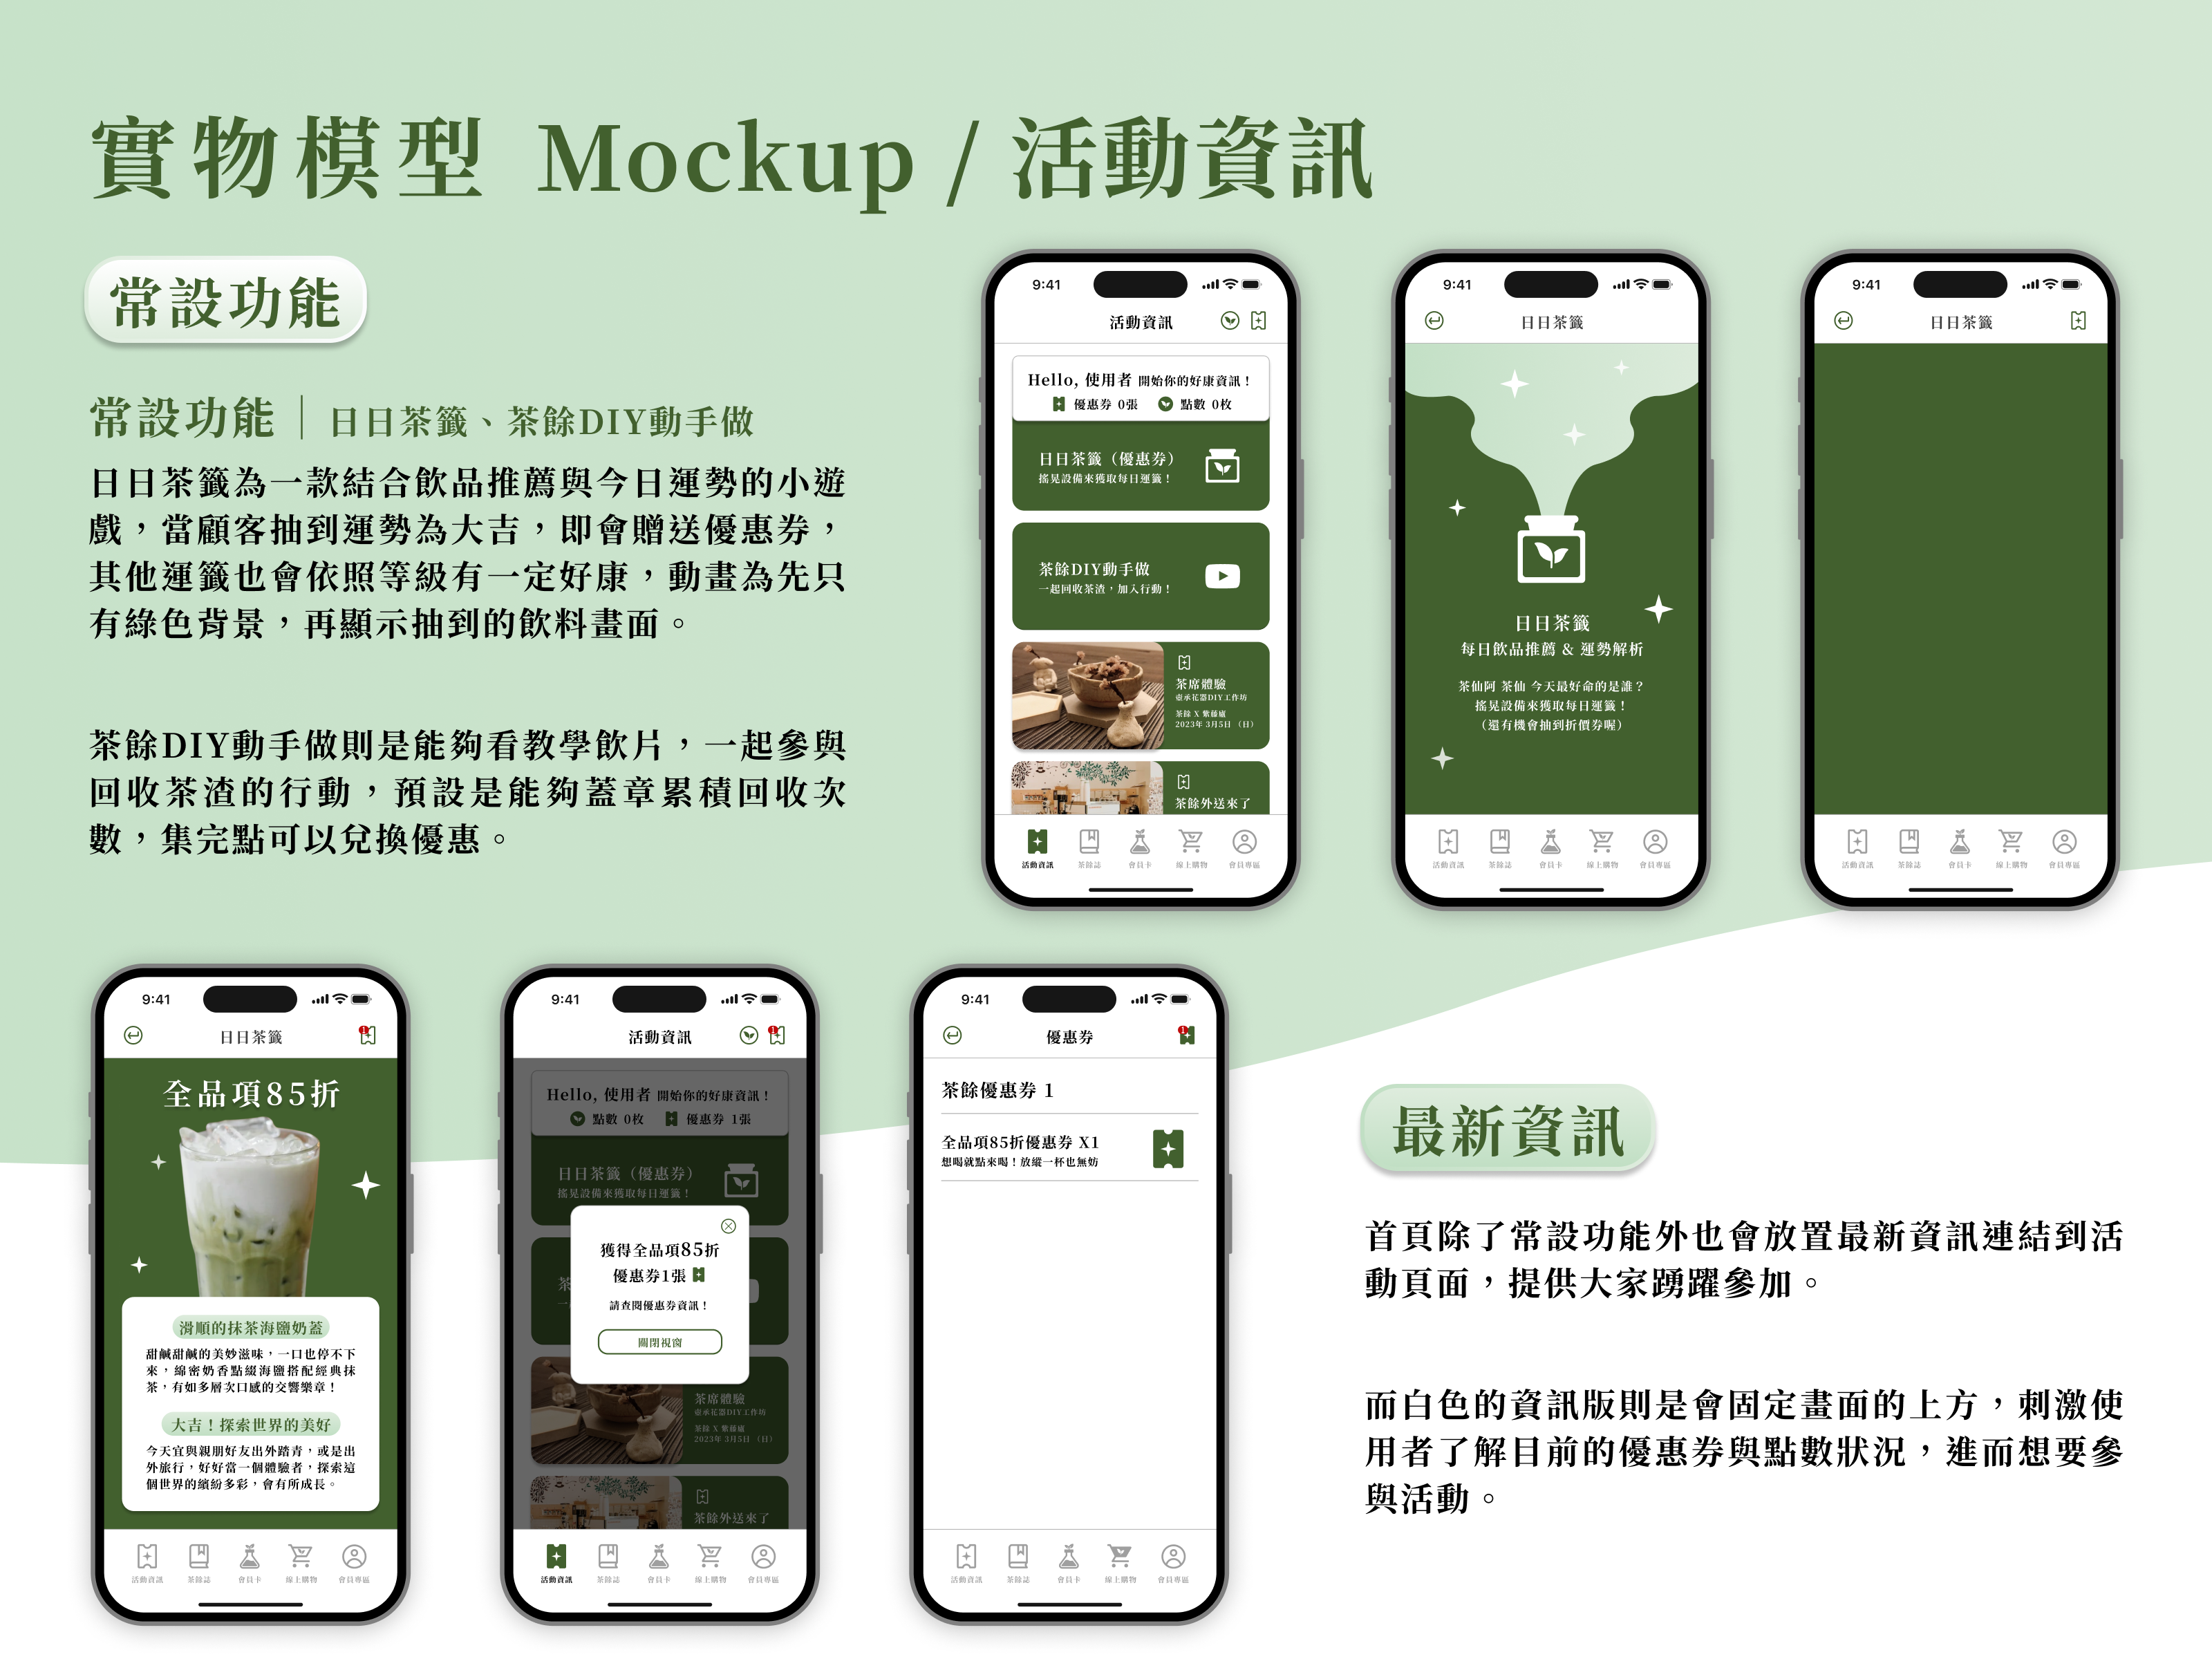 實物模型 Mockup / 活動資訊
常設功能
常設功能｜日日茶籤、茶餘DIY動手做
日日茶籤為一款結合飲品推薦與今日運勢的小遊
戲，當顧客抽到運勢為大吉，即會贈送優惠券，
其他運籤也會依照等級有一定好康，動畫為先只
有綠色背景，再顯示抽到的飲料畫面。
茶餘DIY動手做則是能夠看教學飲片，一起參與
回收茶渣的行動，預設是能夠蓋章累積回收次
數，集完點可以兌換優惠。
9:41
活動資訊
Hello, 使用者 開始你的好康資訊！
優惠券 0張 點數 0枚
日日茶籤（優惠券）
搖晃設備來獲取每日運籤！
茶餘DIY動手做
一起回收茶渣，加入行動！
茶席體驗
壺承花器DIY工作坊
茶餘 X 紫藤廬
2023年 3月5日 （日）
茶餘外送來了
活動資訊 茶餘誌 會員卡 線上購物 會員專區
9:41
日日茶籤
日日茶籤
每日飲品推薦 & 運勢解析
茶仙阿 茶仙 今天最好命的是誰？
搖晃設備來獲取每日運籤！
（還有機會抽到折價券喔）
活動資訊 茶餘誌 會員卡 線上購物 會員專區
9:41
日日茶籤
活動資訊 茶餘誌 會員卡 線上購物 會員專區
9:41
日日茶籤
1
全品項85折
滑順的抹茶海鹽奶蓋
甜鹹甜鹹的美妙滋味，一口也停不下
來，綿密奶香點綴海鹽搭配經典抹
茶，有如多層次口感的交響樂章！
大吉！探索世界的美好
今天宜與親朋好友出外踏青，或是出
外旅行，好好當一個體驗者，探索這
個世界的繽紛多彩，會有所成長。
活動資訊 茶餘誌 會員卡 線上購物 會員專區
9:41
活動資訊
1
Hello, 使用者 開始你的好康資訊！
點數 0枚 優惠券 1張
日日茶籤（優惠券）
搖晃設備來獲取每日運籤！
茶
一
獲得全品項85折
優惠券1張
請查閱優惠券資訊！
關閉視窗
茶席體驗
壺承花器DIY工作坊
茶餘 X 紫藤廬
2023年 3月5日 （日）
茶餘外送來了
活動資訊 茶餘誌 會員卡 線上購物 會員專區
9:41
優惠券
1
茶餘優惠券 1
全品項85折優惠券 X1
想喝就點來喝！放縱一杯也無妨
活動資訊 茶餘誌 會員卡 線上購物 會員專區
最新資訊
首頁除了常設功能外也會放置最新資訊連結到活
動頁面，提供大家踴躍參加。
而白色的資訊版則是會固定畫面的上方，刺激使
用者了解目前的優惠券與點數狀況，進而想要參
與活動。